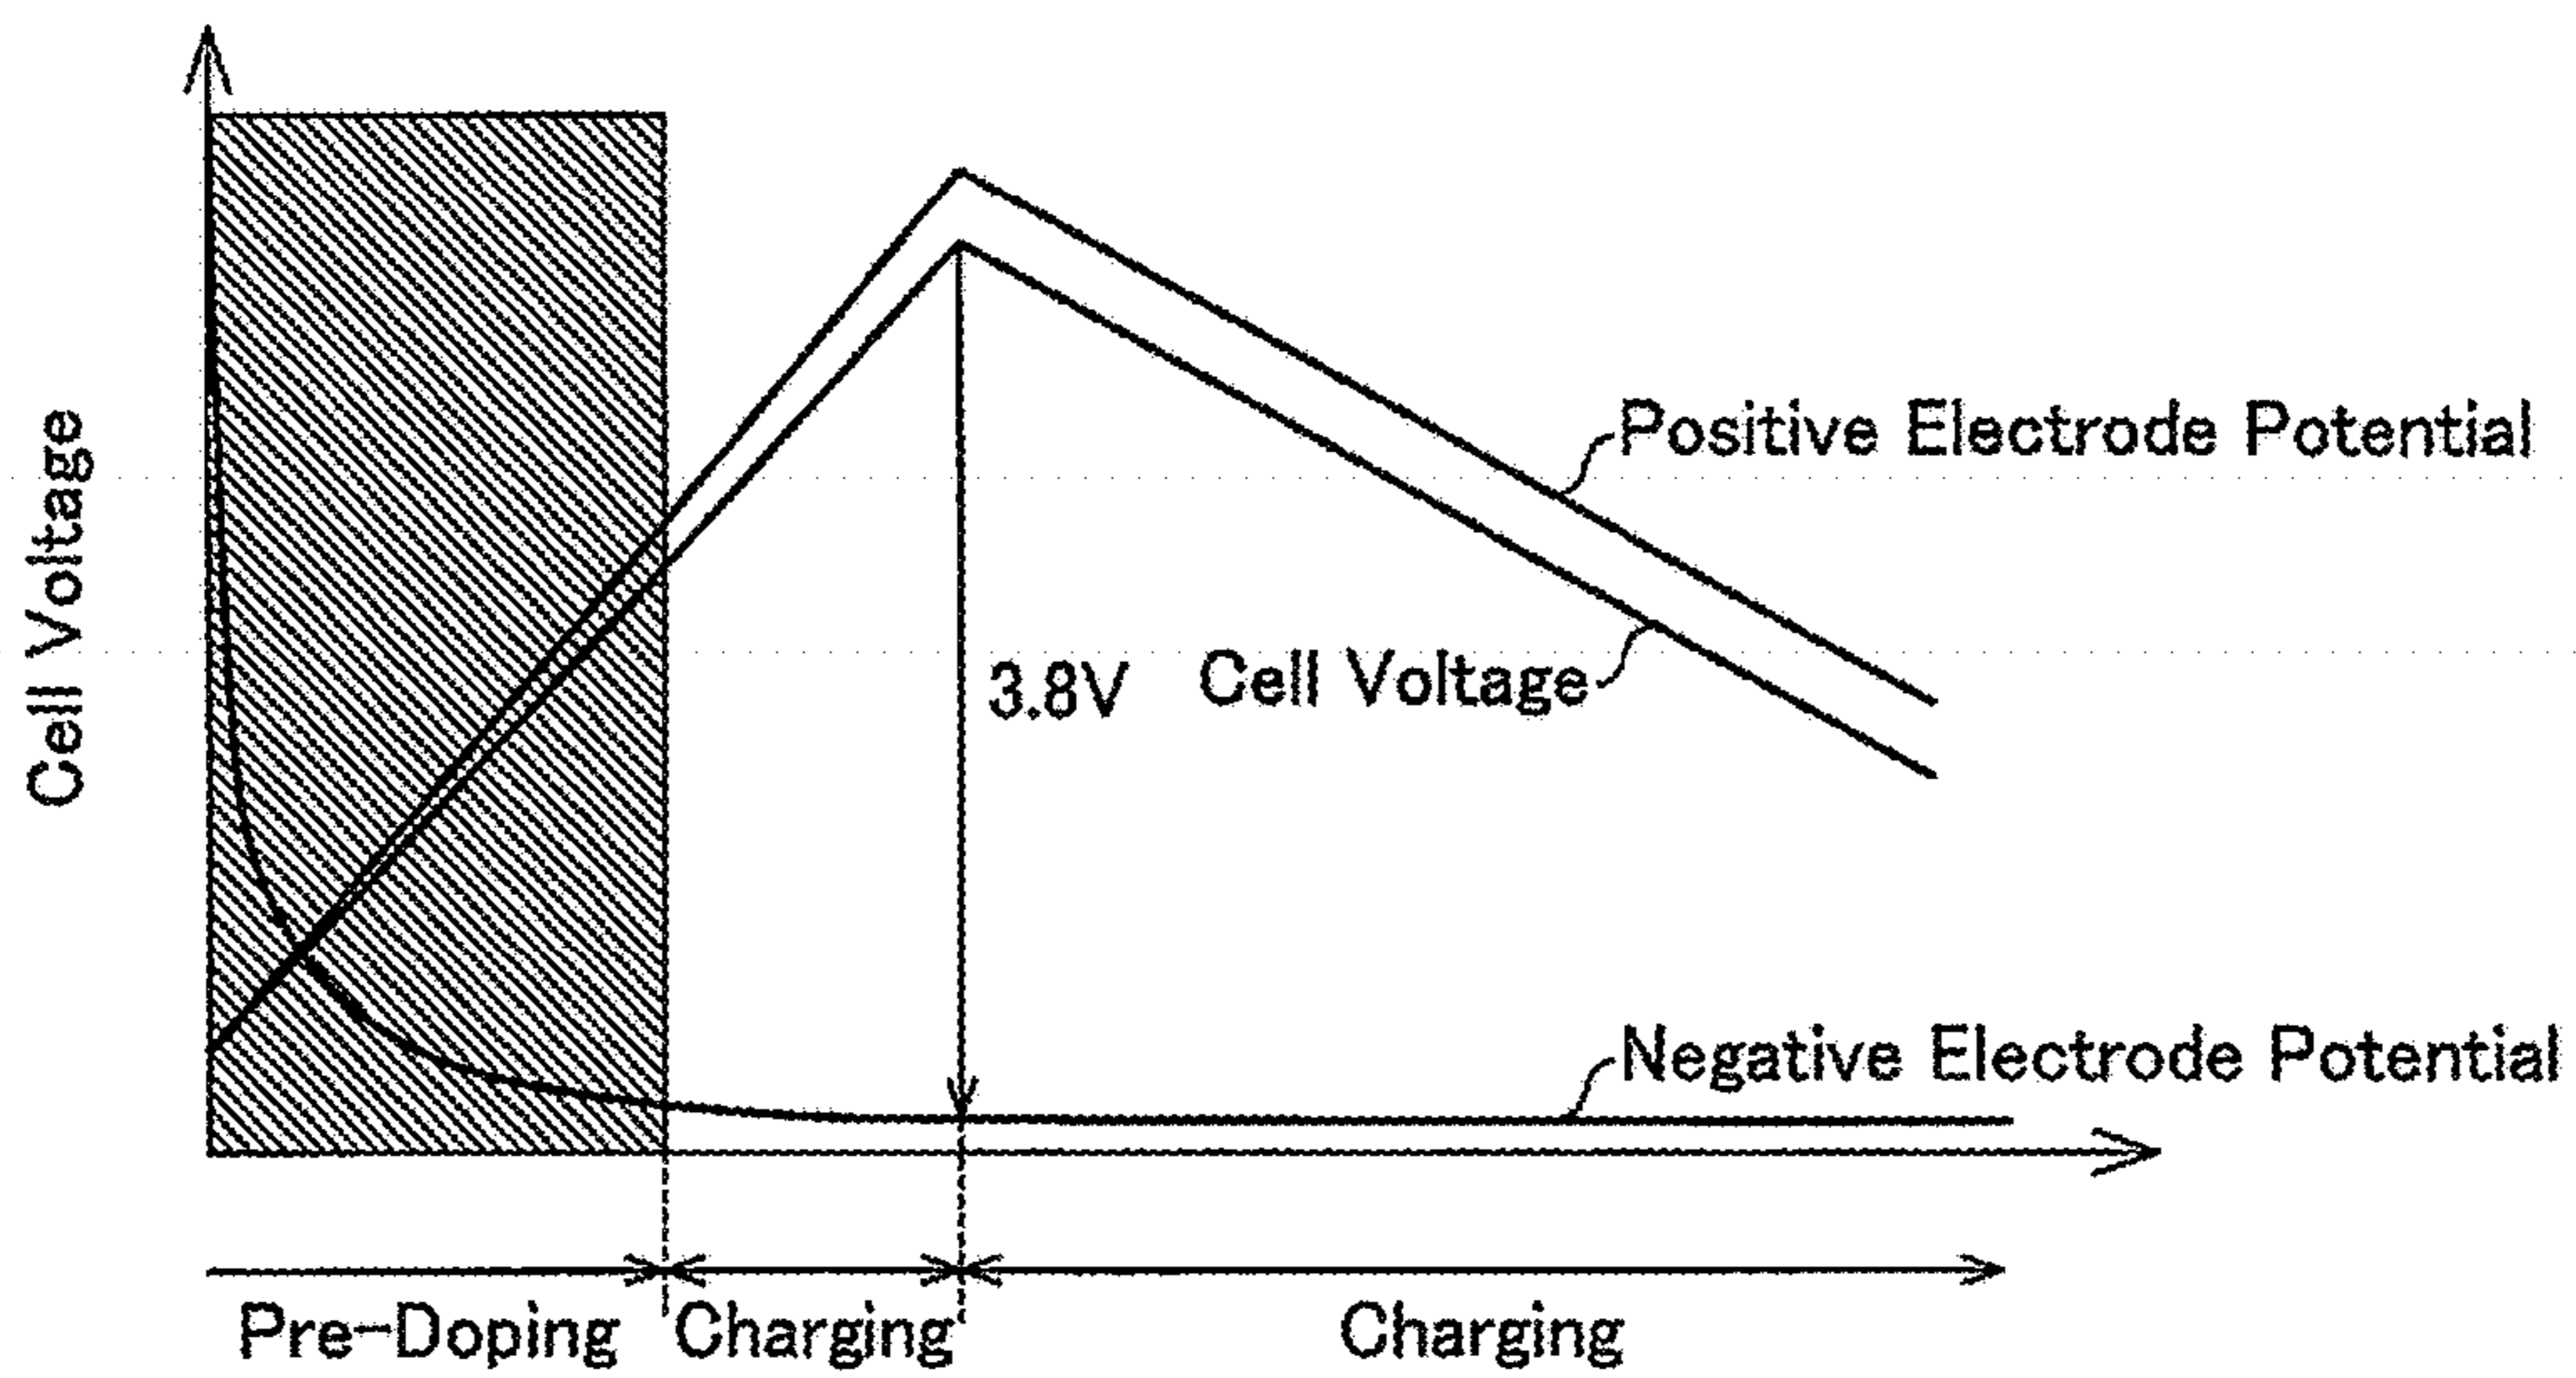 Cell Voltage
Positive Electrode Potential
3.8V
Cell Voltage
Negative Electrode Potential
Pre-Doping
Charging
Charging